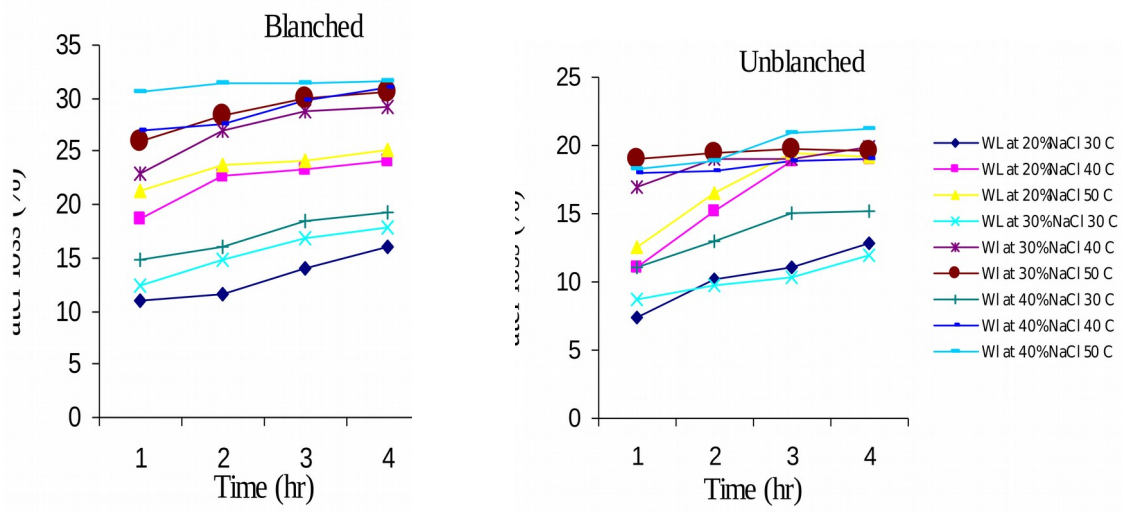 Blanched
35
30
25
20
15
10
5
0
1 2 3 4
Time (hr)
Unblanched
25
20
15
10
5
0
1 2 3 4
Time (hr)
WL at 20%NaCl 30 C
WL at 20%NaCl 40 C
WL at 20%NaCl 50 C
WL at 30%NaCl 30 C
Wl at 30%NaCl 40 C
Wl at 30%NaCl 50 C
Wl at 40%NaCl 30 C
Wl at 40%NaCl 40 C
Wl at 40%NaCl 50 C